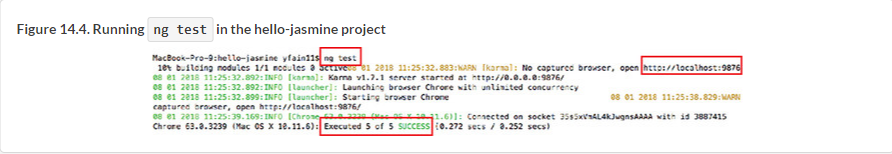 Figure 14.4. Running ng test in the hello-jasmine project
MacBook-Pro-9:hello-jasmine yfain11$ ng test
10% building modules 1/1 modules 0 active08 01 2018 11:25:32.883:WARN [karma]: No captured browser, open http://localhost:9876
08 01 2018 11:25:32.892:INFO [karma]: Karma v1.7.1 server started at http://0.0.0.0:9876/
08 01 2018 11:25:32.892:INFO [launcher]: Launching browser Chrome with unlimited concurrency
08 01 2018 11:25:32.899:INFO [launcher]: Starting browser Chrome 08 01 2018 11:25:38.829:WARN
captured browser, open http://localhost:9876/
08 01 2018 11:25:39.169:INFO [Chrome 63.0.3239 (Mac OS X 10.11.6)]: Connected on socket with id 3887415
Chrome 63.0.3239 (Mac OS X 10.11.6): Executed 5 of 5 SUCCESS (0.272 secs / 0.252 secs)